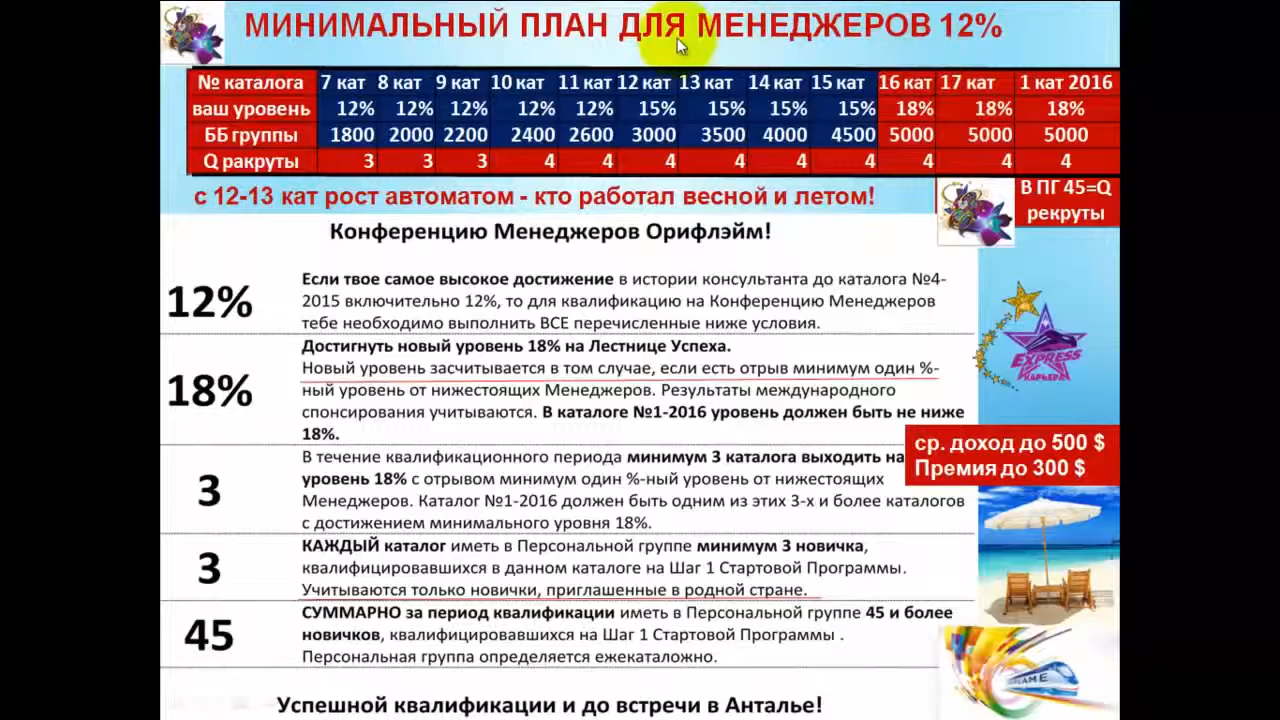 МИНИМАЛЬНЫЙ ПЛАН ДЛЯ МЕНЕДЖЕРОВ 12%
№ каталога 7 кат 8 кат 9 кат 10 кат 11 кат 12 кат 13 кат 14 кат 15 кат 16 кат 17 кат 1 кат 2016
ваш уровень 12% 12% 12% 12% 12% 15% 15% 15% 15% 18% 18% 18%
ББ группы 1800 2000 2200 2400 2600 3000 3500 4000 4500 5000 5000 5000
Q ракруты 3 3 3 4 4 4 4 4 4 4 4 4
с 12-13 кат рост автоматом - кто работал весной и летом!
В ПГ 45=Q
рекруты
Конференцию Менеджеров Орифлэйм!
12%
Если твое самое высокое достижение в истории консультанта до каталога №4-
2015 включительно 12%, то для квалификацию на Конференцию Менеджеров
тебе необходимо выполнить ВСЕ перечисленные ниже условия.
18%
Достигнуть новый уровень 18% на Лестнице Успеха.
Новый уровень засчитывается в том случае, если есть отрыв минимум один %-
ный уровень от нижестоящих Менеджеров. Результаты международного
спонсирования учитываются. В каталоге №1-2016 уровень должен быть не ниже
18%.
EXPRESS
КАРЬЕРА
ср. доход до 500 $
Премия до 300 $
3
В течение квалификационного периода минимум 3 каталога выходить на
уровень 18% с отрывом минимум один %-ный уровень от нижестоящих
Менеджеров. Каталог №1-2016 должен быть одним из этих 3-х и более каталогов
с достижением минимального уровня 18%.
3
КАЖДЫЙ каталог иметь в Персональной группе минимум 3 новичка,
квалифицировавшихся в данном каталоге на Шаг 1 Стартовой Программы.
Учитываются только новички, приглашенные в родной стране.
45
СУММАРНО за период квалификации иметь в Персональной группе 45 и более
новичков, квалифицировавшихся на Шаг 1 Стартовой Программы .
Персональная группа определяется ежекаталожно.
Успешной квалификации и до встречи в Анталье!